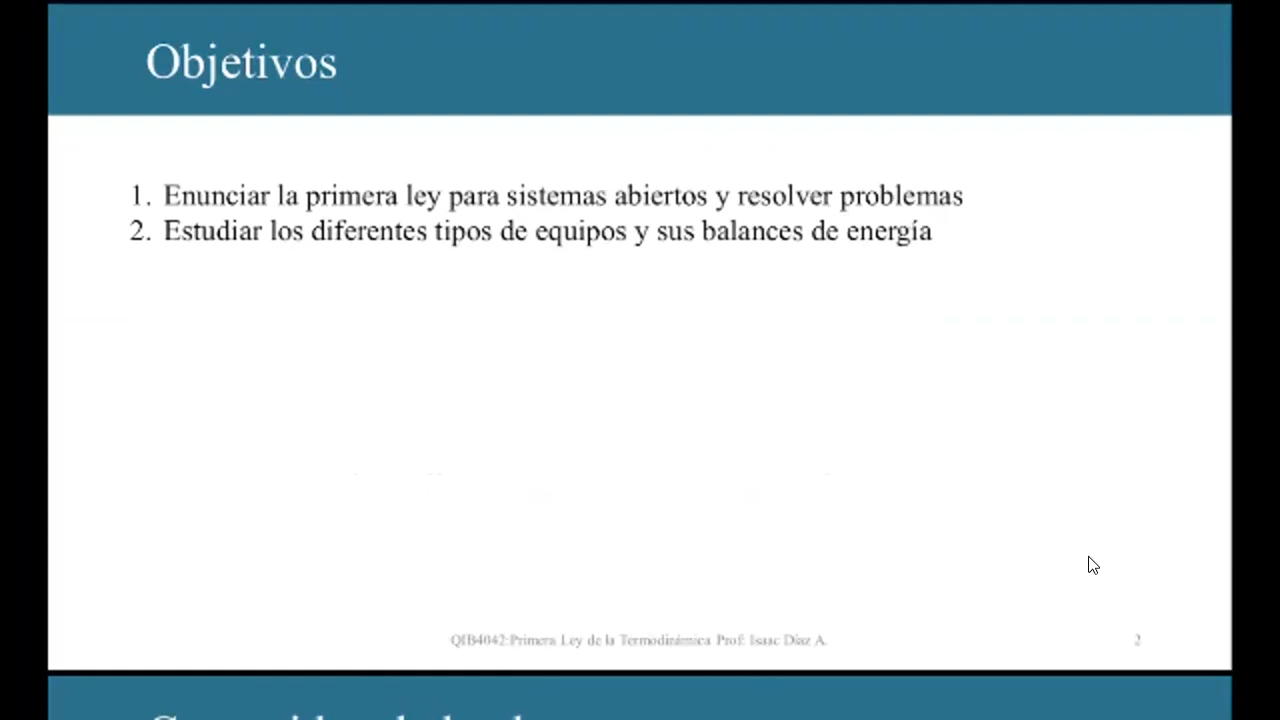 Objetivos
1. Enunciar la primera ley para sistemas abiertos y resolver problemas
2. Estudiar los diferentes tipos de equipos y sus balances de energía
QIB4042:Primera Ley de la Termodinámica Prof: Isaac Díaz A.
2